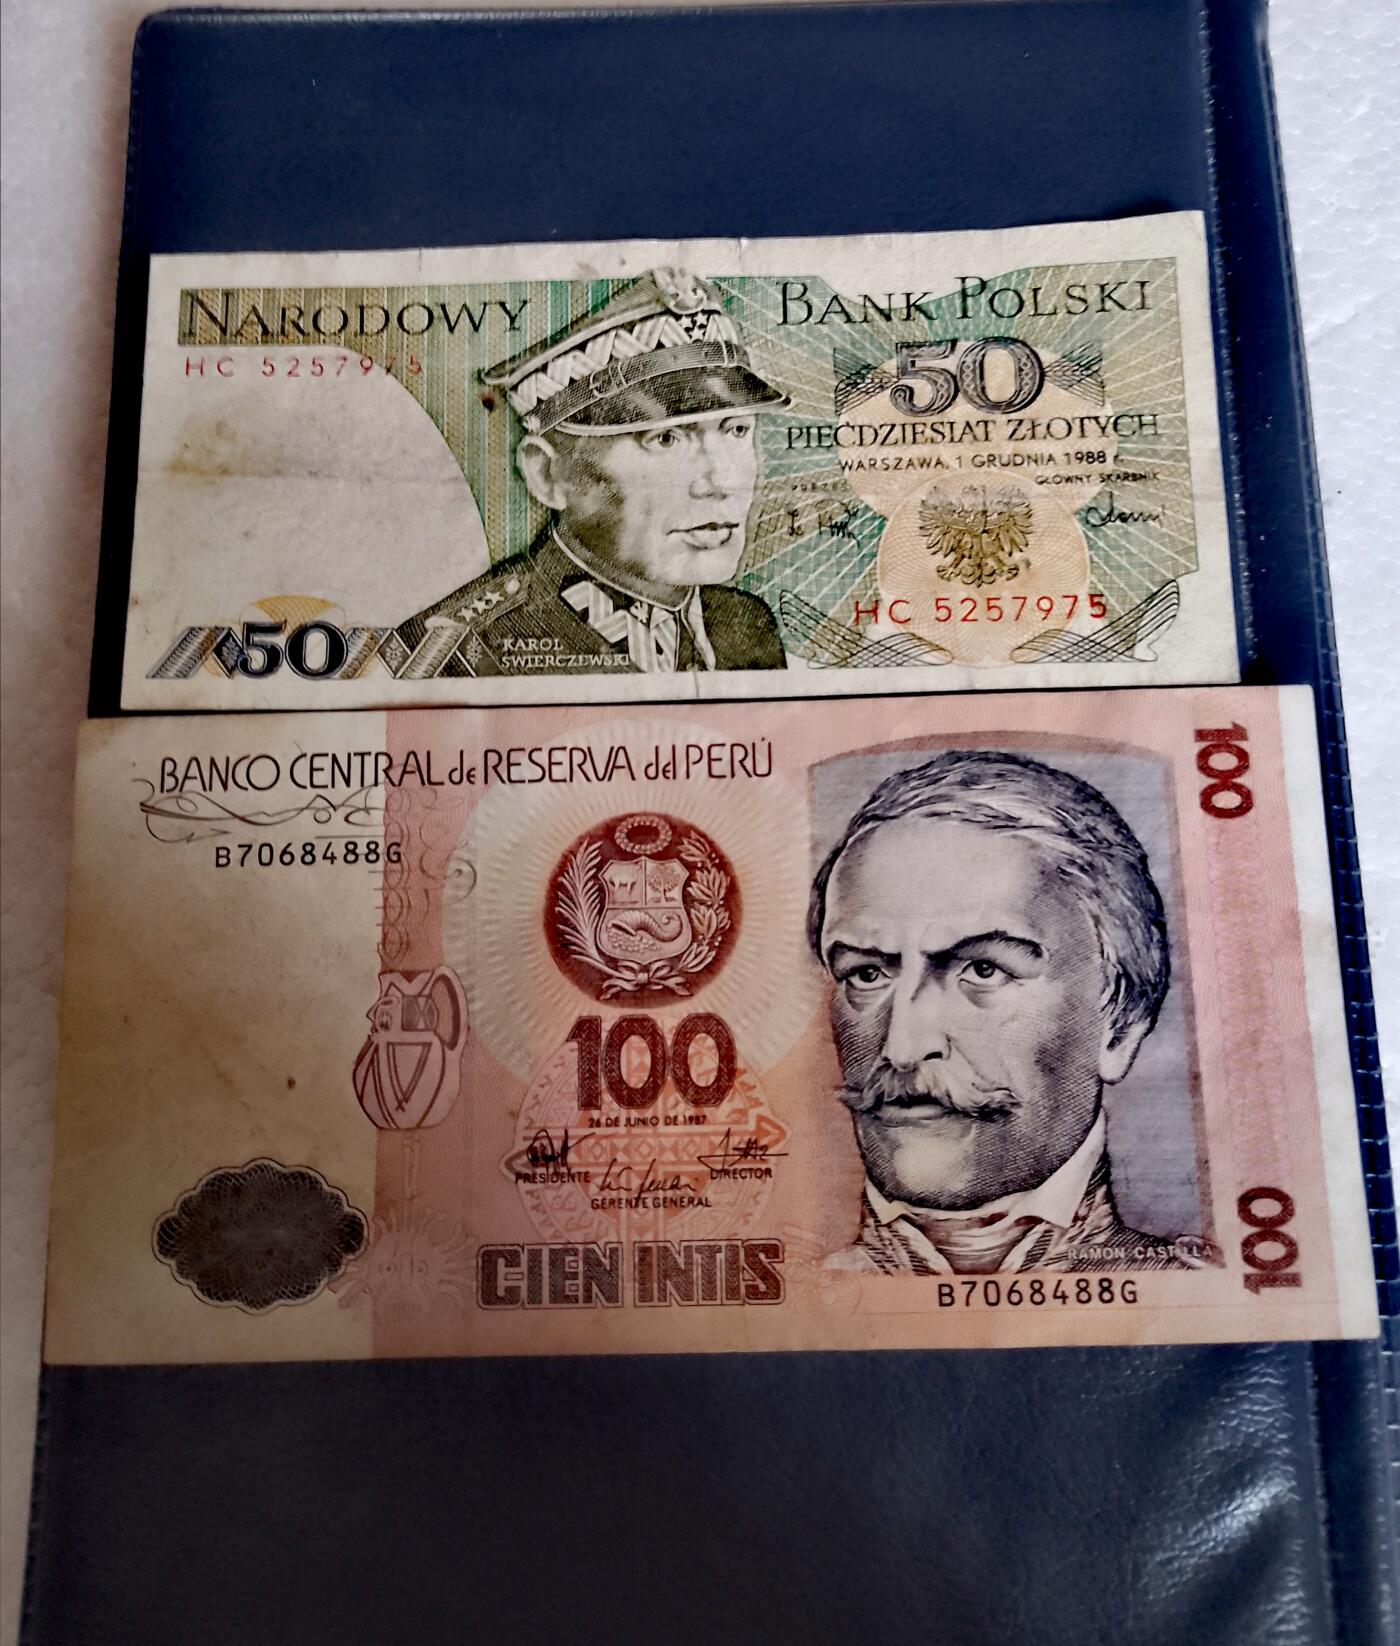 NARODOWY BANK POLSKI
HC 5257975
50
PIĘĆDZIESIĄT ZŁOTYCH
WARSZAWA, 1 GRUDNIA 1988 r.
PREZES
GŁÓWNY SKARBNIK
HC 5257975
50
KAROL
ŚWIERCZEWSKI
BANCO CENTRAL de RESERVA del PERÚ
100
B7068488G
100
26 DE JUNIO DE 1987
PRESIDENTE
DIRECTOR
GERENTE GENERAL
CIEN INTIS
RAMON CASTILLA
B7068488G
100